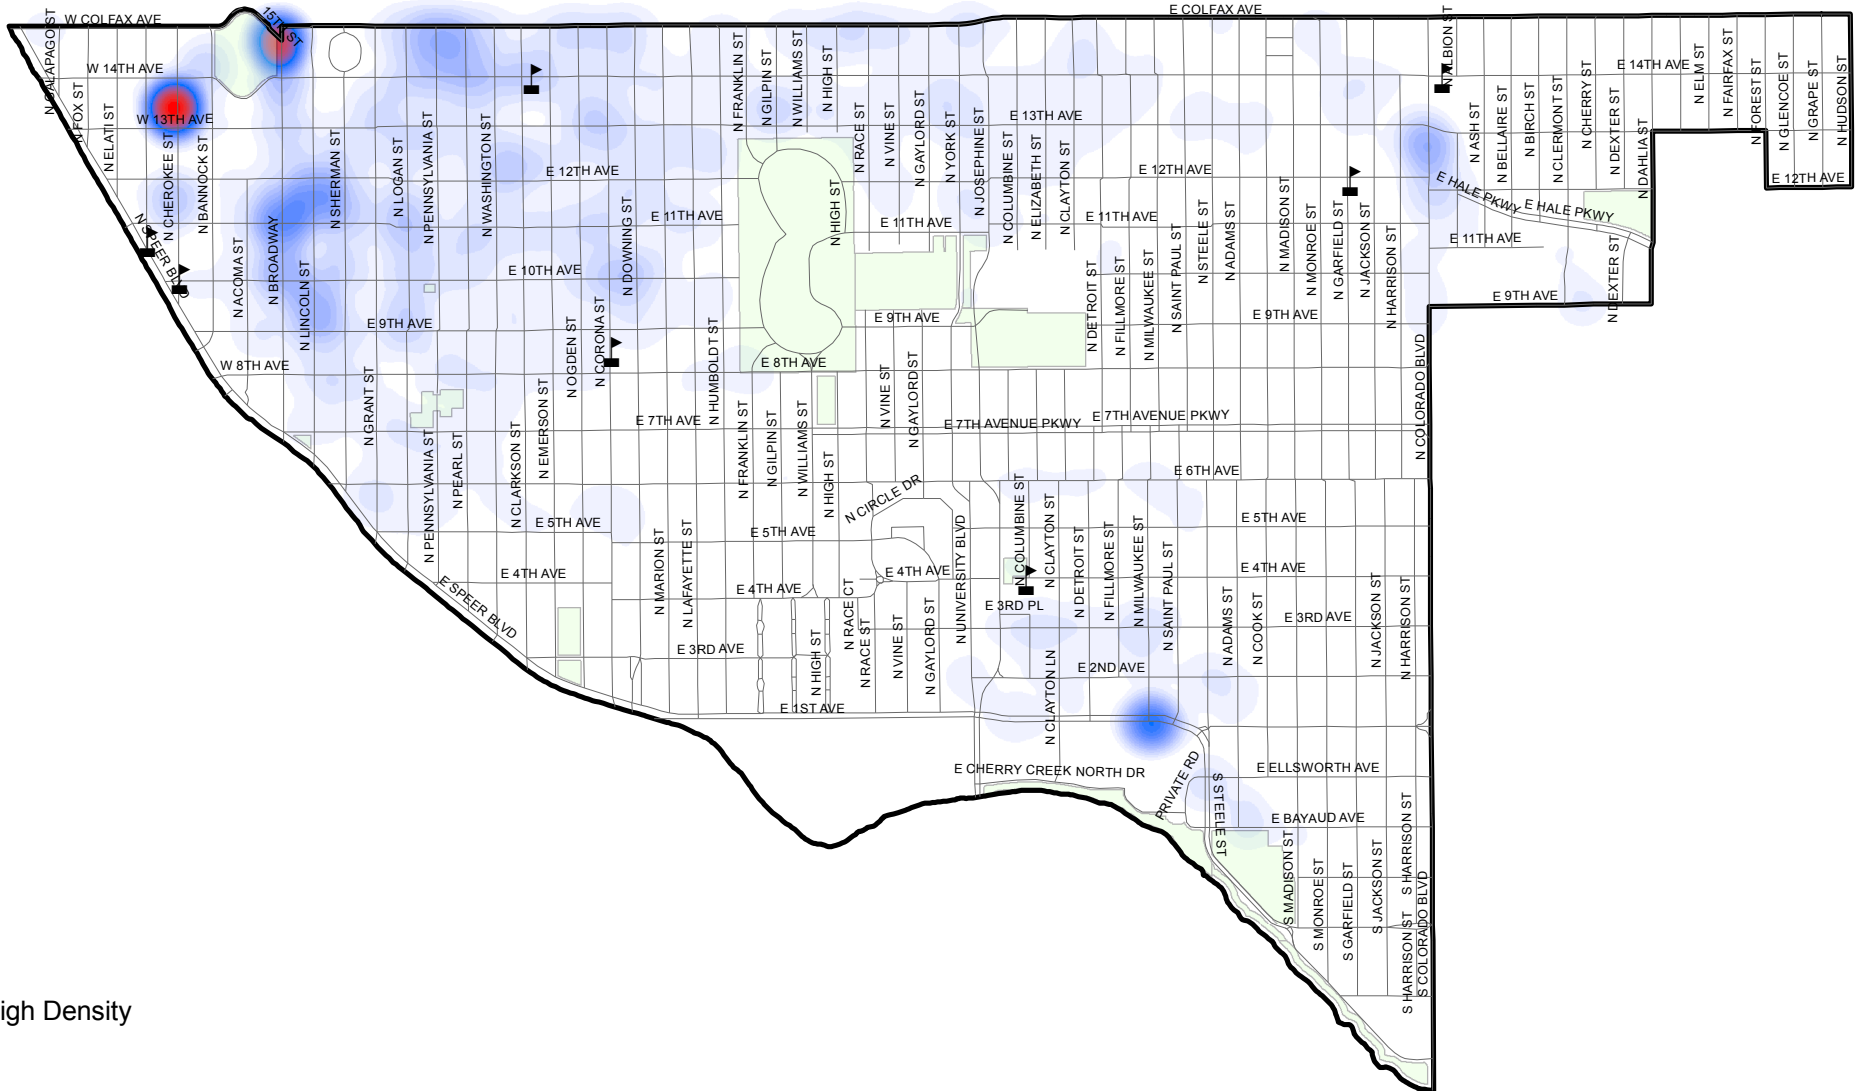 W COLFAX AVE
15TH ST
E COLFAX AVE
N GALAPAGO ST
W 14TH AVE
N FOX ST
N ELATI ST
W 13TH AVE
N CHEROKEE ST
N BANNOCK ST
N SPEER BLVD
N ACOMA ST
N BROADWAY
N LINCOLN ST
N SHERMAN ST
N LOGAN ST
N PENNSYLVANIA ST
N WASHINGTON ST
E 12TH AVE
E 11TH AVE
E 10TH AVE
N DOWNING ST
E 9TH AVE
W 8TH AVE
N GRANT ST
N OGDEN ST
N CORONA ST
N HUMBOLDT ST
N EMERSON ST
N CLARKSON ST
N PEARL ST
N PENNSYLVANIA ST
E 7TH AVE
E 5TH AVE
E 4TH AVE
E SPEER BLVD
N FRANKLIN ST
N GILPIN ST
N WILLIAMS ST
N HIGH ST
N RACE ST
N VINE ST
N GAYLORD ST
N YORK ST
N JOSEPHINE ST
E 13TH AVE
N COLUMBINE ST
N ELIZABETH ST
N CLAYTON ST
E 12TH AVE
E 11TH AVE
N HIGH ST
E 11TH AVE
E 9TH AVE
E 8TH AVE
N DETROIT ST
N FILLMORE ST
N MILWAUKEE ST
N SAINT PAUL ST
N STEELE ST
N ADAMS ST
N MADISON ST
N MONROE ST
N GARFIELD ST
N JACKSON ST
N HARRISON ST
E 9TH AVE
N ALBION ST
N ASH ST
N BELLAIRE ST
N BIRCH ST
N CLERMONT ST
N CHERRY ST
N DEXTER ST
N DAHLIA ST
E 14TH AVE
N ELM ST
N FAIRFAX ST
N FOREST ST
N GLENCOE ST
N GRAPE ST
N HUDSON ST
E 12TH AVE
E HALE PKWY
E HALE PKWY
E 11TH AVE
N DEXTER ST
E 9TH AVE
N COLORADO BLVD
N FRANKLIN ST
N GILPIN ST
N WILLIAMS ST
N HIGH ST
N VINE ST
N GAYLORD ST
E 7TH AVENUE PKWY
E 7TH AVENUE PKWY
E 6TH AVE
N CIRCLE DR
N UNIVERSITY BLVD
N COLUMBINE ST
N CLAYTON ST
N DETROIT ST
N FILLMORE ST
N MILWAUKEE ST
N SAINT PAUL ST
E 5TH AVE
E 5TH AVE
N MARION ST
N LAFAYETTE ST
E 4TH AVE
E 4TH AVE
E 4TH AVE
E 3RD PL
N RACE CT
N RACE ST
N VINE ST
N GAYLORD ST
N HIGH ST
E 3RD AVE
E 3RD AVE
N ADAMS ST
N COOK ST
N JACKSON ST
N HARRISON ST
E 2ND AVE
N CLAYTON LN
E 1ST AVE
E CHERRY CREEK NORTH DR
PRIVATE RD
S STEELE ST
E ELLSWORTH AVE
E BAYAUD AVE
S MADISON ST
S MONROE ST
S GARFIELD ST
S JACKSON ST
S HARRISON ST
S HARRISON ST
S COLORADO BLVD
igh Density